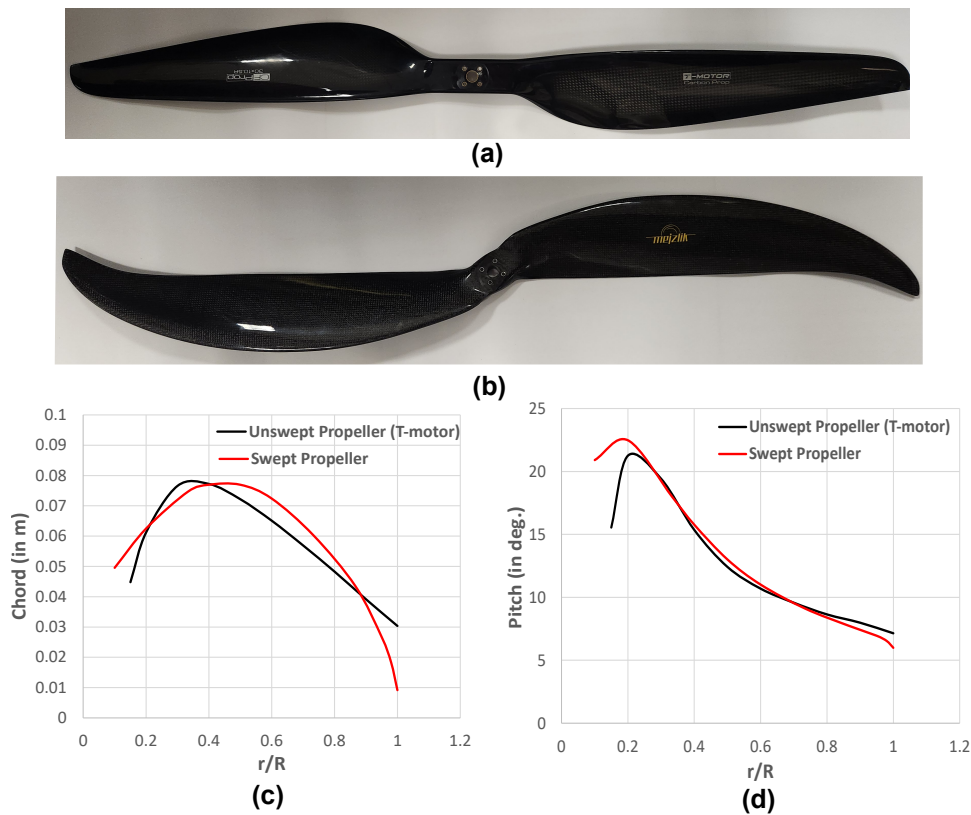 T-MOTOR
Carbon Prop
(a)
mejzlik
(b)
0.1
0.09
0.08
0.07
0.06
0.05
0.04
0.03
0.02
0.01
0
Chord (in m)
Unswept Propeller (T-motor)
Swept Propeller
0 0.2 0.4 0.6 0.8 1 1.2
r/R
(c)
25
20
15
10
5
0
Pitch (in deg.)
Unswept Propeller (T-motor)
Swept Propeller
0 0.2 0.4 0.6 0.8 1 1.2
r/R
(d)